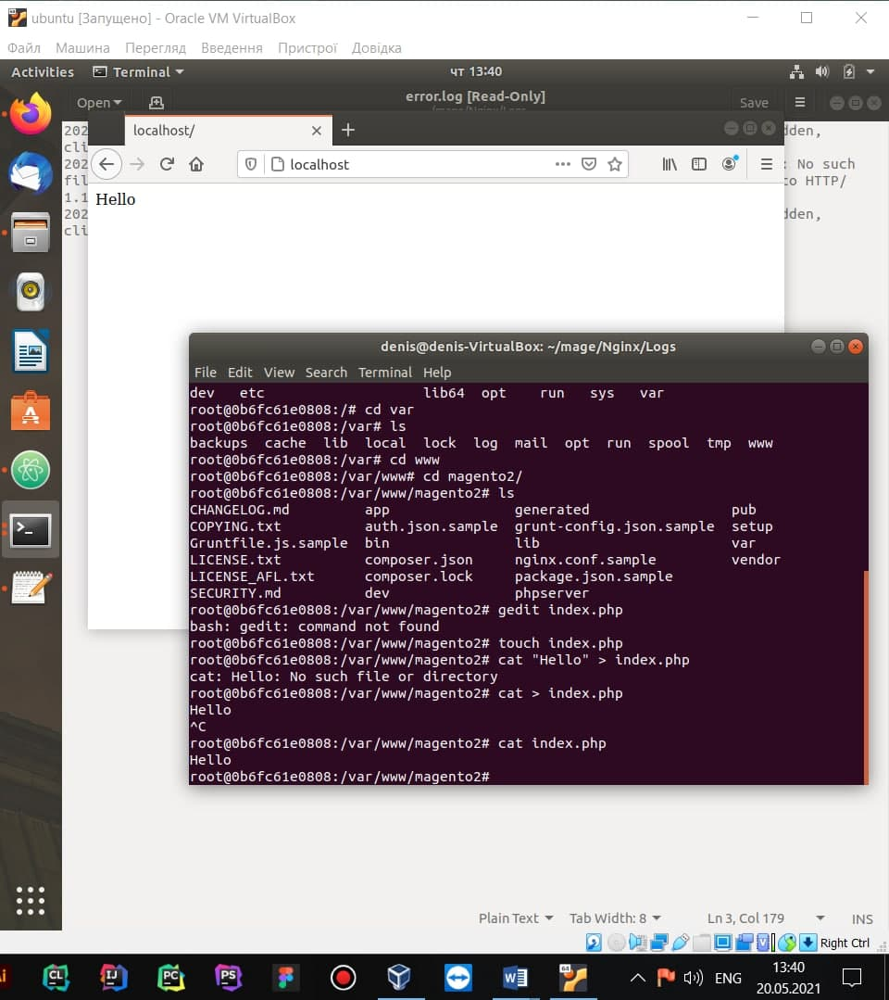 ubuntu [Запущено] - Oracle VM VirtualBox
Файл Машина Перегляд Введення Пристрої Довідка
Activities Terminal чт 13:40
Open error.log [Read-Only] Save
localhost/
localhost
202 dden,
cli
202 : No such
fil to HTTP/
1.1
202 dden,
cli
Hello
denis@denis-VirtualBox: ~/mage/Nginx/Logs
File Edit View Search Terminal Help
dev etc lib64 opt run sys var
root@0b6fc61e0808:/# cd var
root@0b6fc61e0808:/var# ls
backups cache lib local lock log mail opt run spool tmp www
root@0b6fc61e0808:/var# cd www
root@0b6fc61e0808:/var/www# cd magento2/
root@0b6fc61e0808:/var/www/magento2# ls
CHANGELOG.md app generated pub
COPYING.txt auth.json.sample grunt-config.json.sample setup
Gruntfile.js.sample bin lib var
LICENSE.txt composer.json nginx.conf.sample vendor
LICENSE_AFL.txt composer.lock package.json.sample
SECURITY.md dev phpserver
root@0b6fc61e0808:/var/www/magento2# gedit index.php
bash: gedit: command not found
root@0b6fc61e0808:/var/www/magento2# touch index.php
root@0b6fc61e0808:/var/www/magento2# cat "Hello" > index.php
cat: Hello: No such file or directory
root@0b6fc61e0808:/var/www/magento2# cat > index.php
Hello
^C
root@0b6fc61e0808:/var/www/magento2# cat index.php
Hello
root@0b6fc61e0808:/var/www/magento2#
Plain Text Tab Width: 8 Ln 3, Col 179 INS
Right Ctrl
Ai CL IJ PC PS W 64 ENG 13:40
20.05.2021